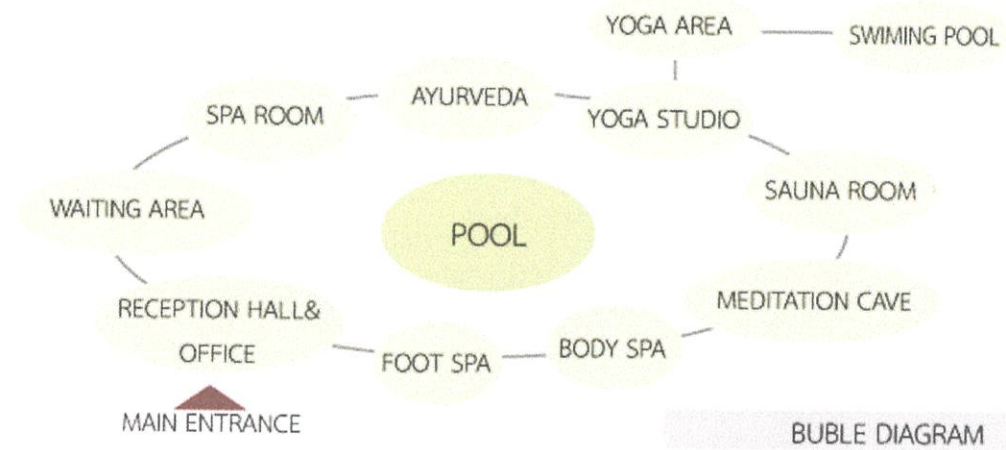 YOGA AREA
SWIMING POOL
AYURVEDA
SPA ROOM
YOGA STUDIO
WAITING AREA
SAUNA ROOM
POOL
RECEPTION HALL&
OFFICE
MEDITATION CAVE
FOOT SPA
BODY SPA
MAIN ENTRANCE
BUBLE DIAGRAM